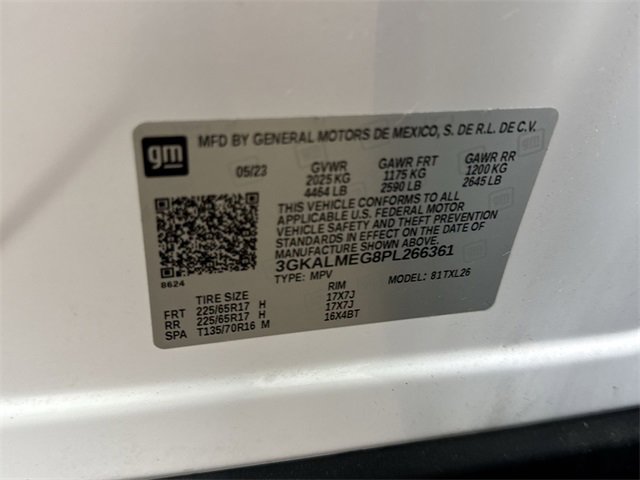 gm
MFD BY GENERAL MOTORS DE MEXICO, S. DE R.L. DE C.V.
05/23 GVWR GAWR FRT GAWR RR
2025 KG 1175 KG 1200 KG
4464 LB 2590 LB 2645 LB
THIS VEHICLE CONFORMS TO ALL
APPLICABLE U.S. FEDERAL MOTOR
VEHICLE SAFETY AND THEFT PREVENTION
STANDARDS IN EFFECT ON THE DATE OF
MANUFACTURE SHOWN ABOVE.
3GKALMEG8PL266361
8624
TYPE: MPV MODEL: 81TXL26
TIRE SIZE RIM
FRT 225/65R17 H 17X7J
RR 225/65R17 H 17X7J
SPA T135/70R16 M 16X4BT